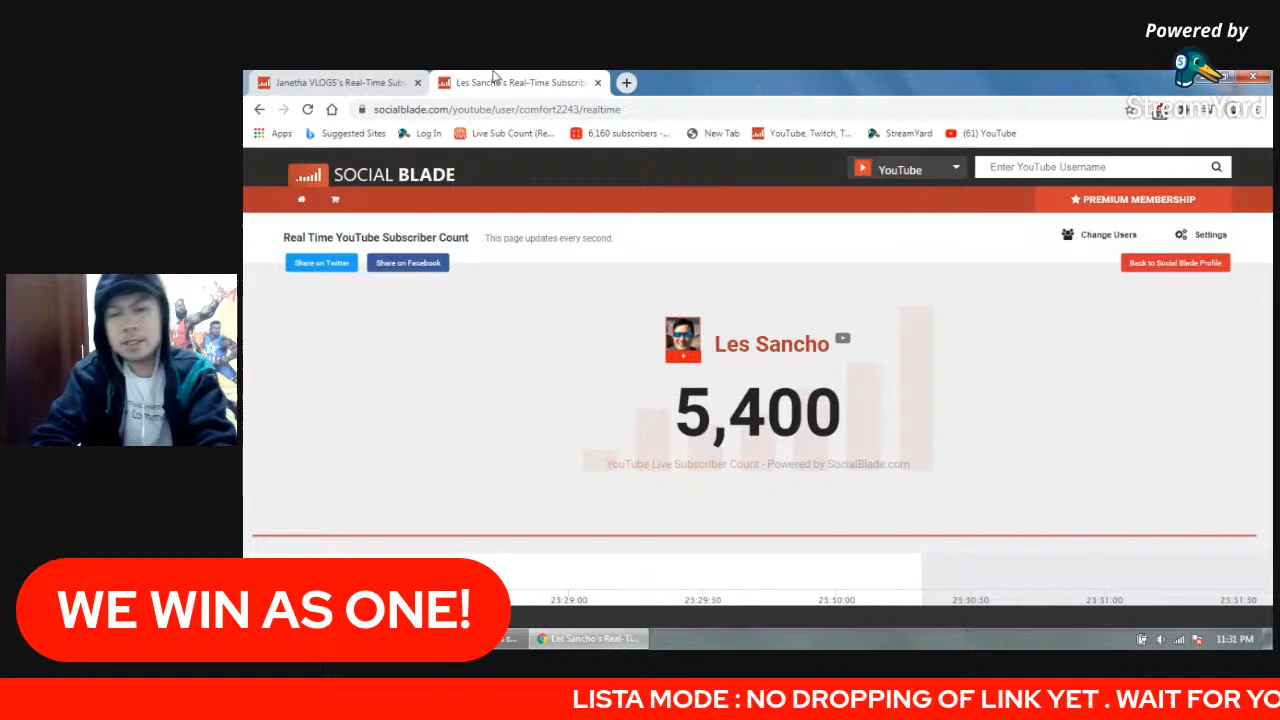 Powered by
StreamYard
Janetha VLOGS's Real-Time Subs
Les Sancho's Real-Time Subscrib
socialblade.com/youtube/user/comfort2243/realtime
Apps
Suggested Sites
Log In
Live Sub Count (Re...
6,160 subscribers -...
New Tab
YouTube, Twitch, T...
StreamYard
(61) YouTube
SOCIAL BLADE
YouTube
Enter YouTube Username
PREMIUM MEMBERSHIP
Real Time YouTube Subscriber Count
This page updates every second.
Change Users
Settings
Share on Twitter
Share on Facebook
Back to Social Blade Profile
Les Sancho
5,400
YouTube Live Subscriber Count - Powered by SocialBlade.com
23:29:00
23:29:30
23:30:00
23:30:30
23:31:00
23:31:30
WE WIN AS ONE!
Les Sancho's Real-Ti...
11:31 PM
LISTA MODE : NO DROPPING OF LINK YET . WAIT FOR YO